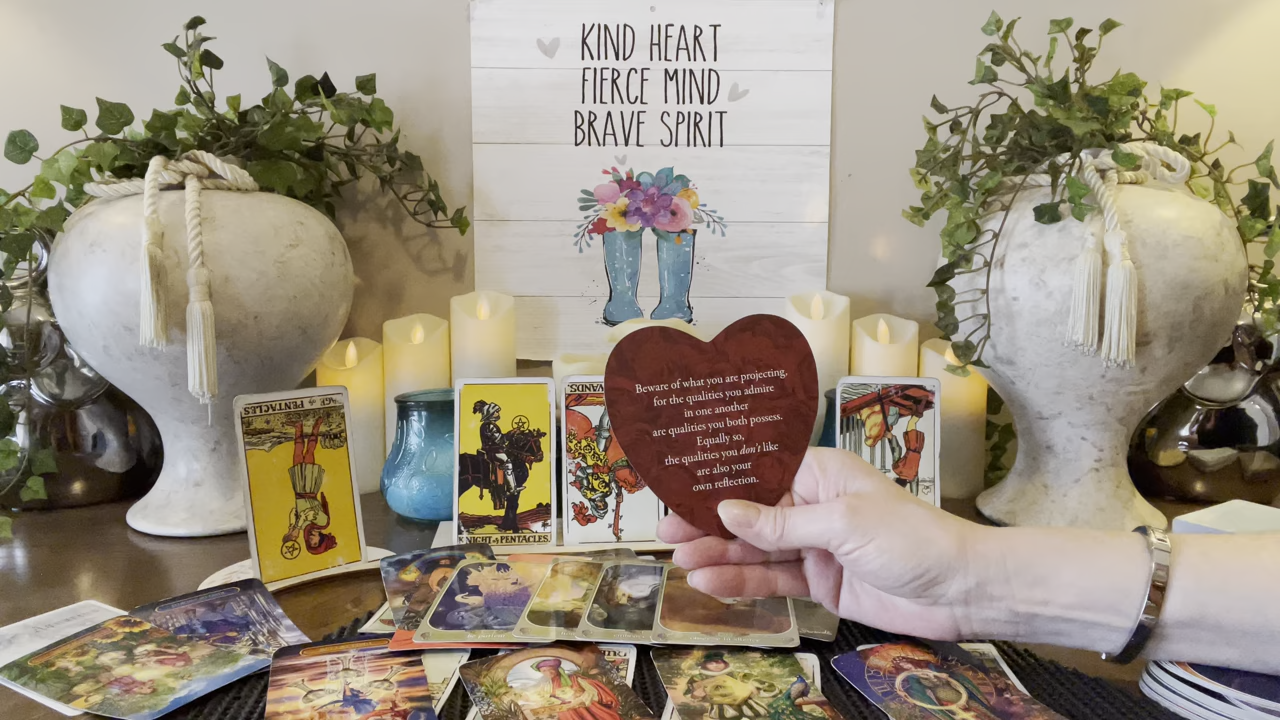 KIND HEART
FIERCE MIND
BRAVE SPIRIT
Beware of what you are projecting,
for the qualities you admire
in one another
are qualities you both possess.
Equally so,
the qualities you don't like
are also your
own reflection.
PENTACLES
KNIGHT of PENTACLES.
WANDS